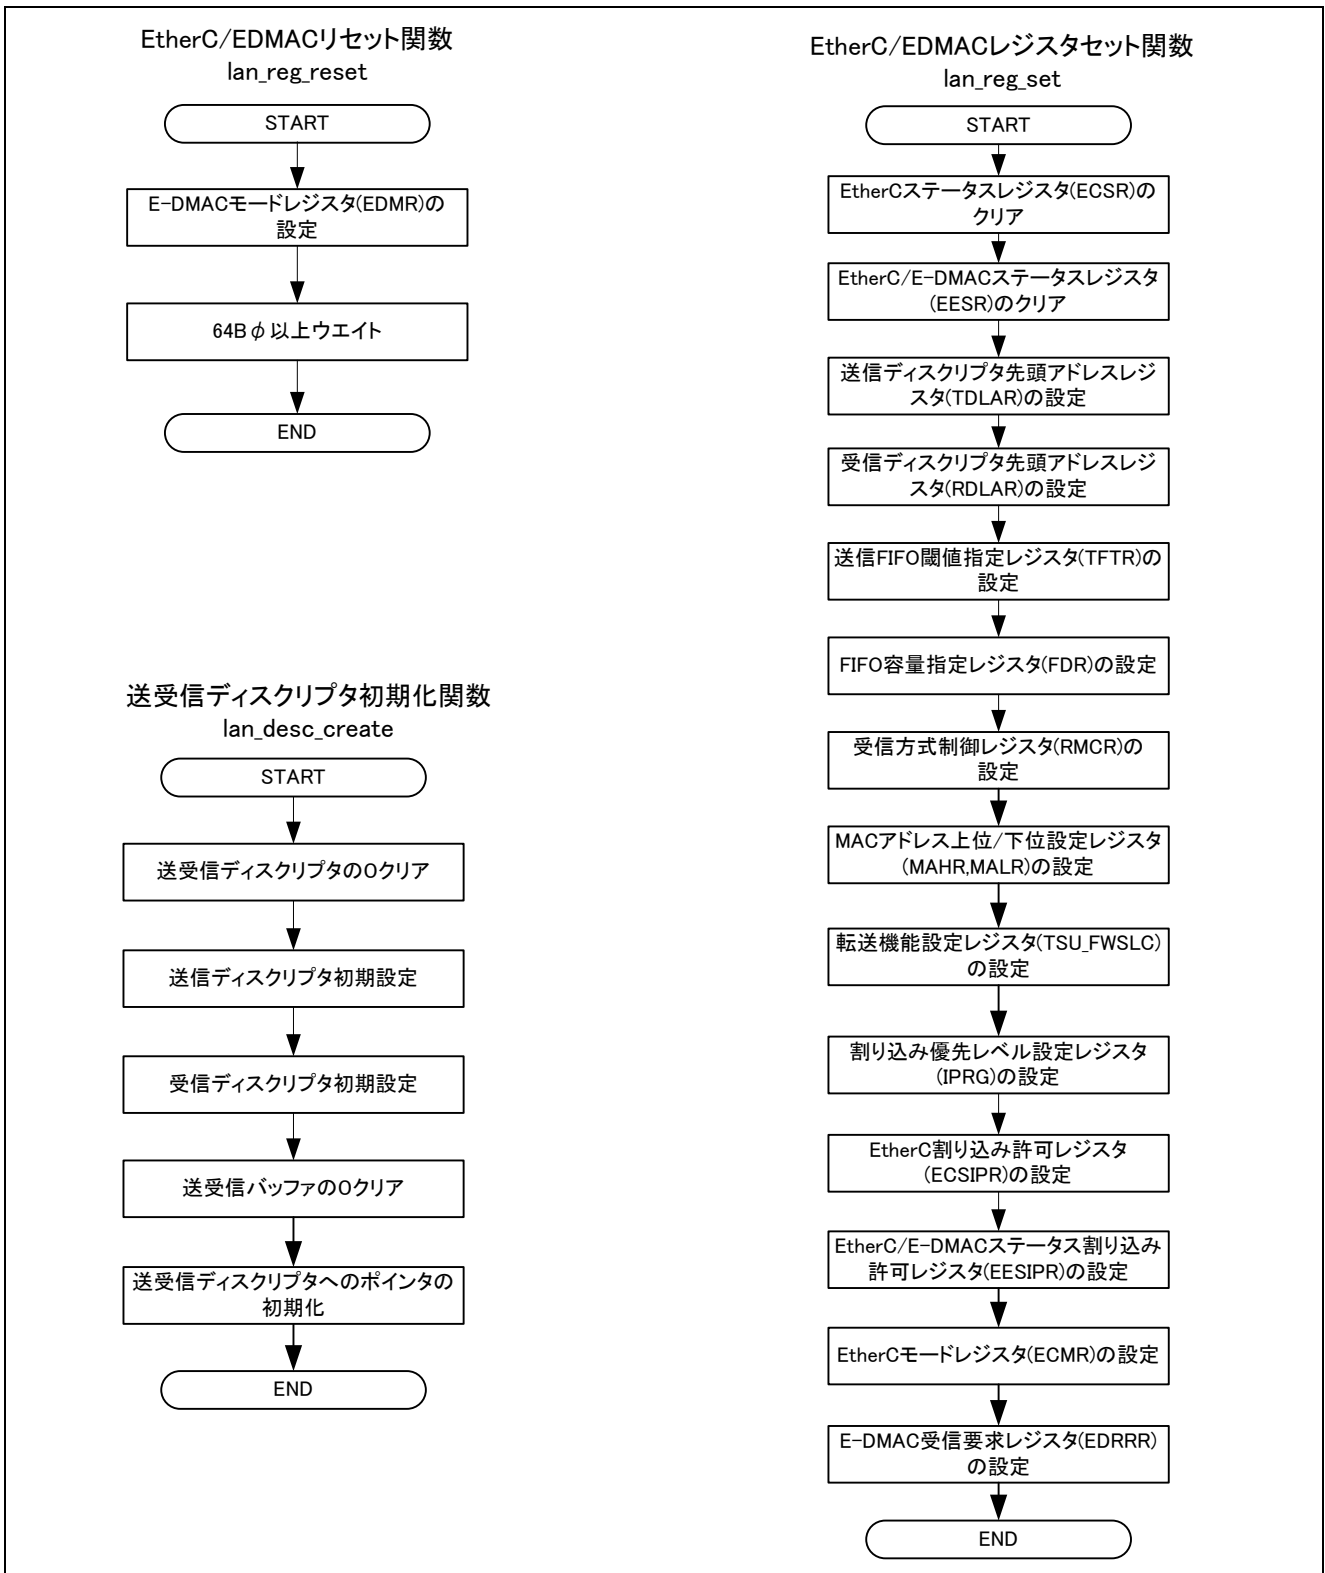 EtherC/EDMACリセット関数
lan_reg_reset
START
E-DMACモードレジスタ(EDMR)の
設定
64Bφ以上ウエイト
END
送受信ディスクリプタ初期化関数
lan_desc_create
START
送受信ディスクリプタの0クリア
送信ディスクリプタ初期設定
受信ディスクリプタ初期設定
送受信バッファの0クリア
送受信ディスクリプタへのポインタの
初期化
END
EtherC/EDMACレジスタセット関数
lan_reg_set
START
EtherCステータスレジスタ(ECSR)の
クリア
EtherC/E-DMACステータスレジスタ
(EESR)のクリア
送信ディスクリプタ先頭アドレスレジ
スタ(TDLAR)の設定
受信ディスクリプタ先頭アドレスレジ
スタ(RDLAR)の設定
送信FIFO閾値指定レジスタ(TFTR)の
設定
FIFO容量指定レジスタ(FDR)の設定
受信方式制御レジスタ(RMCR)の
設定
MACアドレス上位/下位設定レジスタ
(MAHR,MALR)の設定
転送機能設定レジスタ(TSU_FWSLC)
の設定
割り込み優先レベル設定レジスタ
(IPRG)の設定
EtherC割り込み許可レジスタ
(ECSIPR)の設定
EtherC/E-DMACステータス割り込み
許可レジスタ(EESIPR)の設定
EtherCモードレジスタ(ECMR)の設定
E-DMAC受信要求レジスタ(EDRRR)
の設定
END